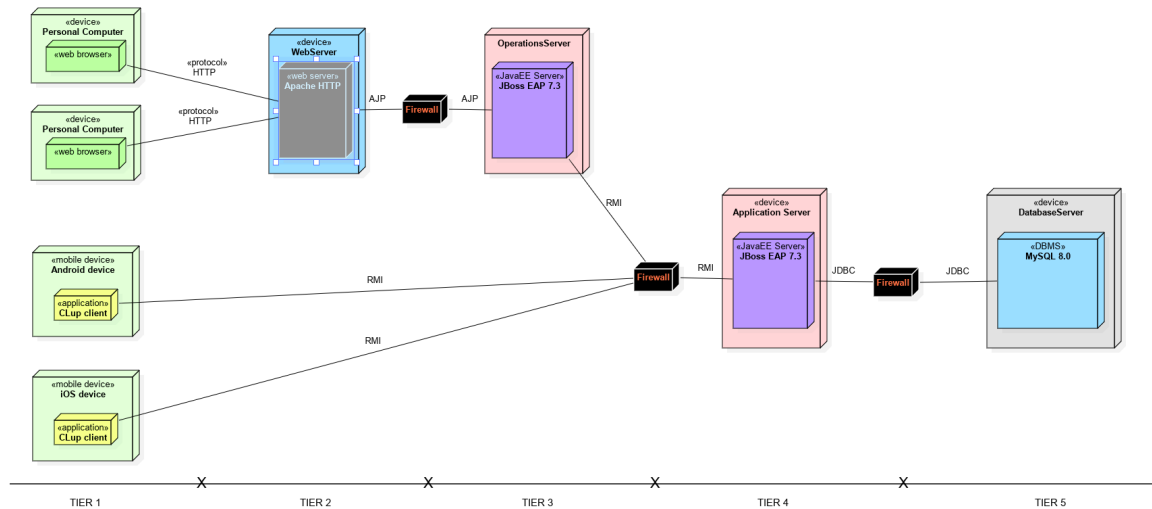 «device»
Personal Computer
«web browser»
«protocol»
HTTP
«device»
Personal Computer
«web browser»
«protocol»
HTTP
«device»
WebServer
«web server»
Apache HTTP
AJP
Firewall
AJP
OperationsServer
«JavaEE Server»
JBoss EAP 7.3
RMI
«mobile device»
Android device
«application»
CLup client
RMI
«mobile device»
iOS device
«application»
CLup client
RMI
Firewall
RMI
«device»
Application Server
«JavaEE Server»
JBoss EAP 7.3
JDBC
Firewall
JDBC
«device»
DatabaseServer
«DBMS»
MySQL 8.0
X X X X
TIER 1 TIER 2 TIER 3 TIER 4 TIER 5